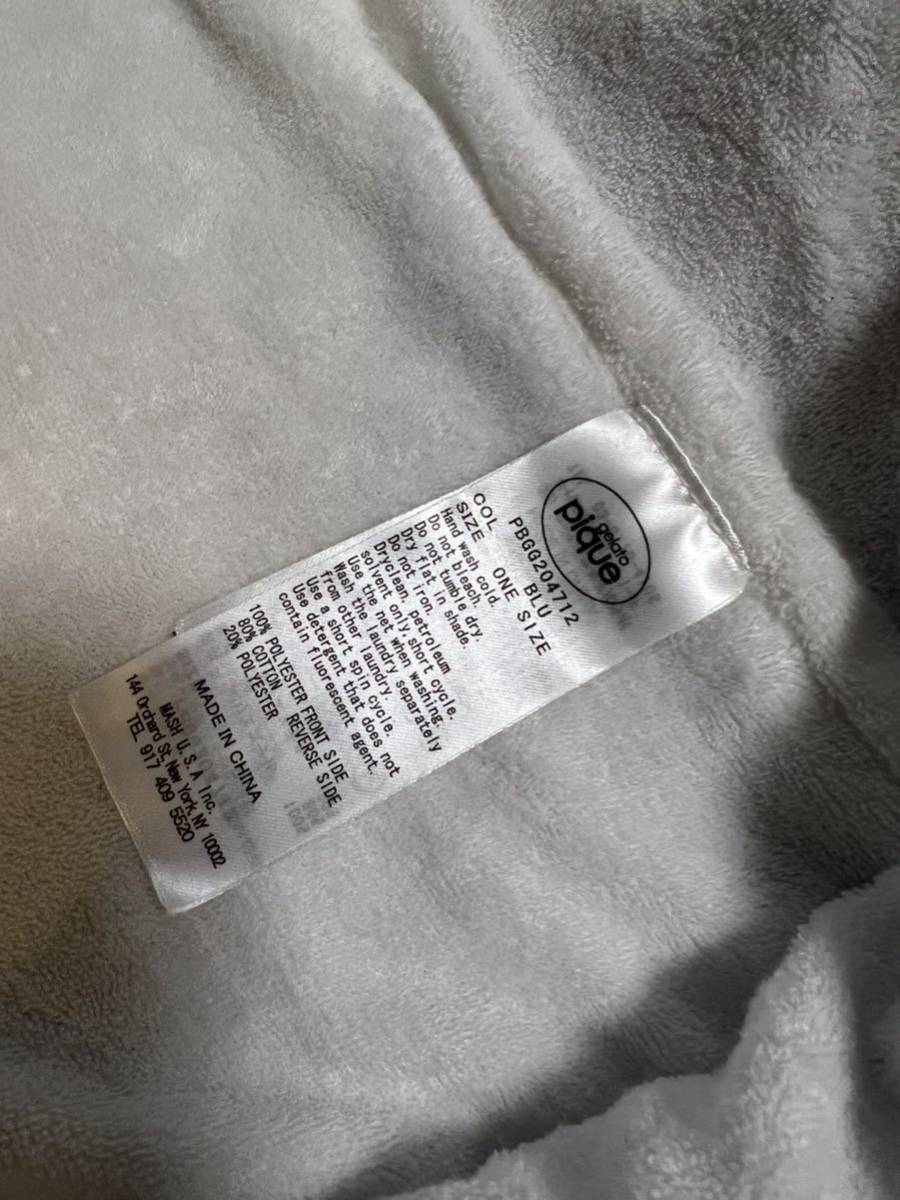 gelato
pique
PBGG204712
COL BLU
SIZE ONE SIZE
Hand wash cold.
Do not bleach.
Do not tumble dry.
Dry flat in shade.
Do not iron.
Dryclean, petroleum
solvent only, short cycle.
Use the net when washing.
Wash the laundry separately
from other laundry.
Use a short spin cycle.
Use detergent that does not
contain fluorescent agent.
100% POLYESTER FRONT SIDE
80% COTTON REVERSE SIDE
20% POLYESTER
MADE IN CHINA
MASH U.S.A Inc.
144 Orchard St, New York, NY 10002
TEL 917 409 5520